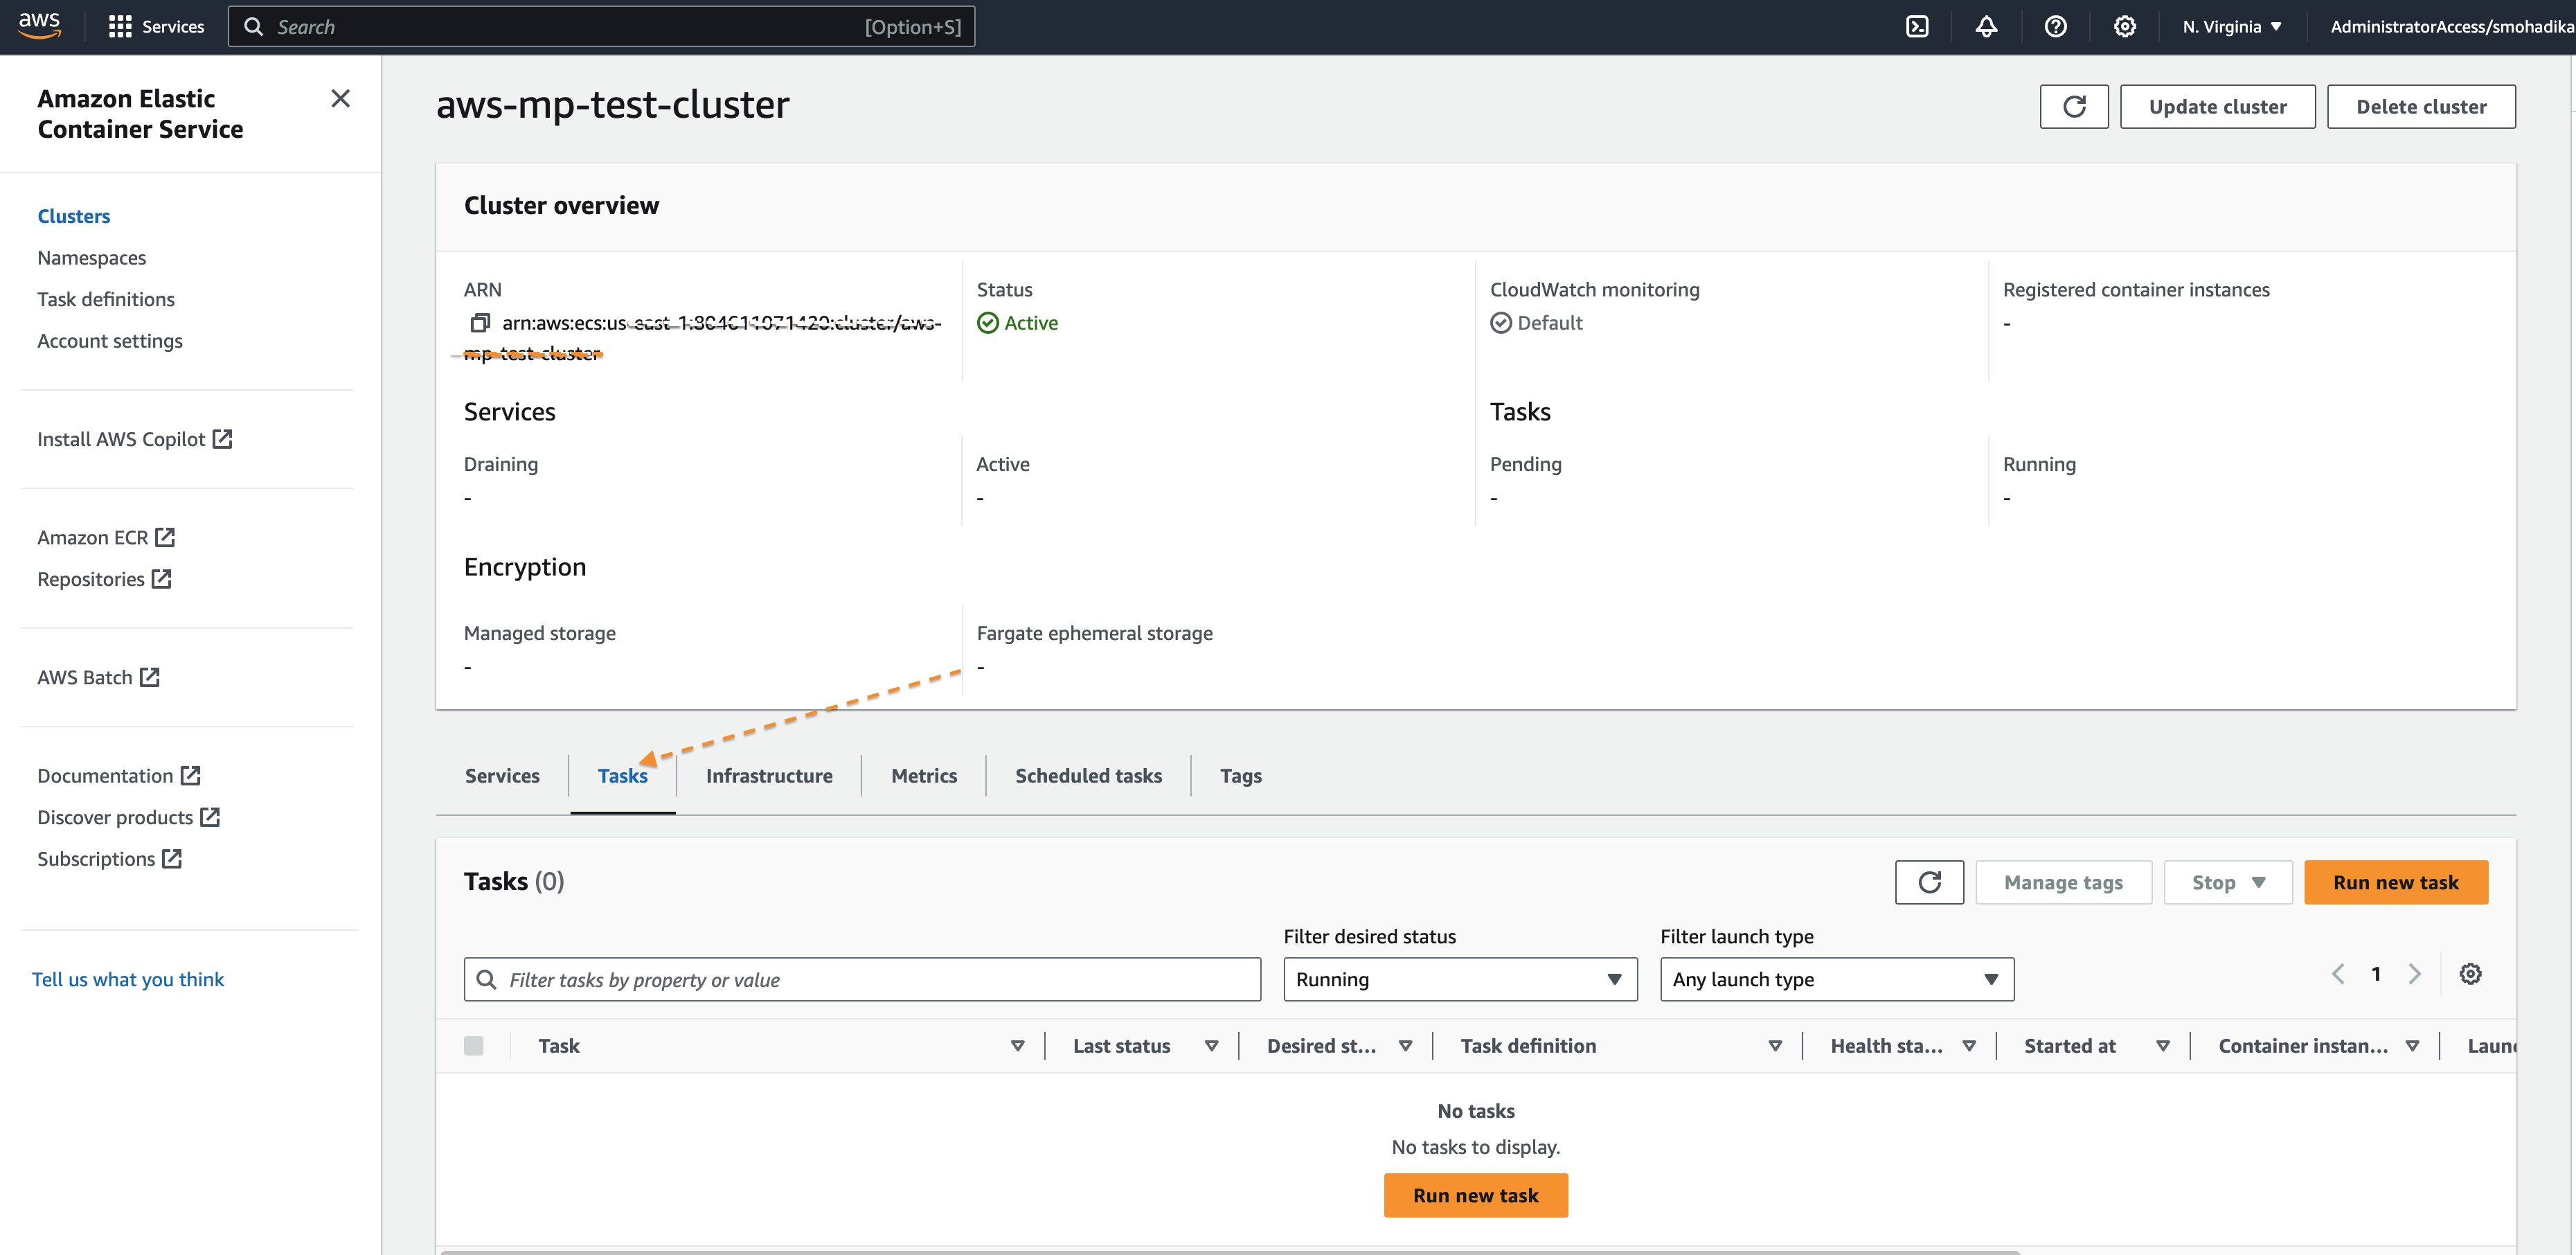 aws
Services
Search
[Option+S]
N. Virginia
AdministratorAccess/smohadika
Amazon Elastic
Container Service
Clusters
Namespaces
Task definitions
Account settings
Install AWS Copilot
Amazon ECR
Repositories
AWS Batch
Documentation
Discover products
Subscriptions
Tell us what you think
aws-mp-test-cluster
Update cluster
Delete cluster
Cluster overview
ARN
arn:aws:ecs:us
mp-test-cluster
Status
Active
CloudWatch monitoring
Default
Registered container instances
-
Services
Tasks
Draining
-
Active
-
Pending
-
Running
-
Encryption
Managed storage
-
Fargate ephemeral storage
-
Services
Tasks
Infrastructure
Metrics
Scheduled tasks
Tags
Tasks (0)
Manage tags
Stop
Run new task
Filter tasks by property or value
Filter desired status
Running
Filter launch type
Any launch type
1
Task
Last status
Desired st...
Task definition
Health sta...
Started at
Container instan...
Laun
No tasks
No tasks to display.
Run new task